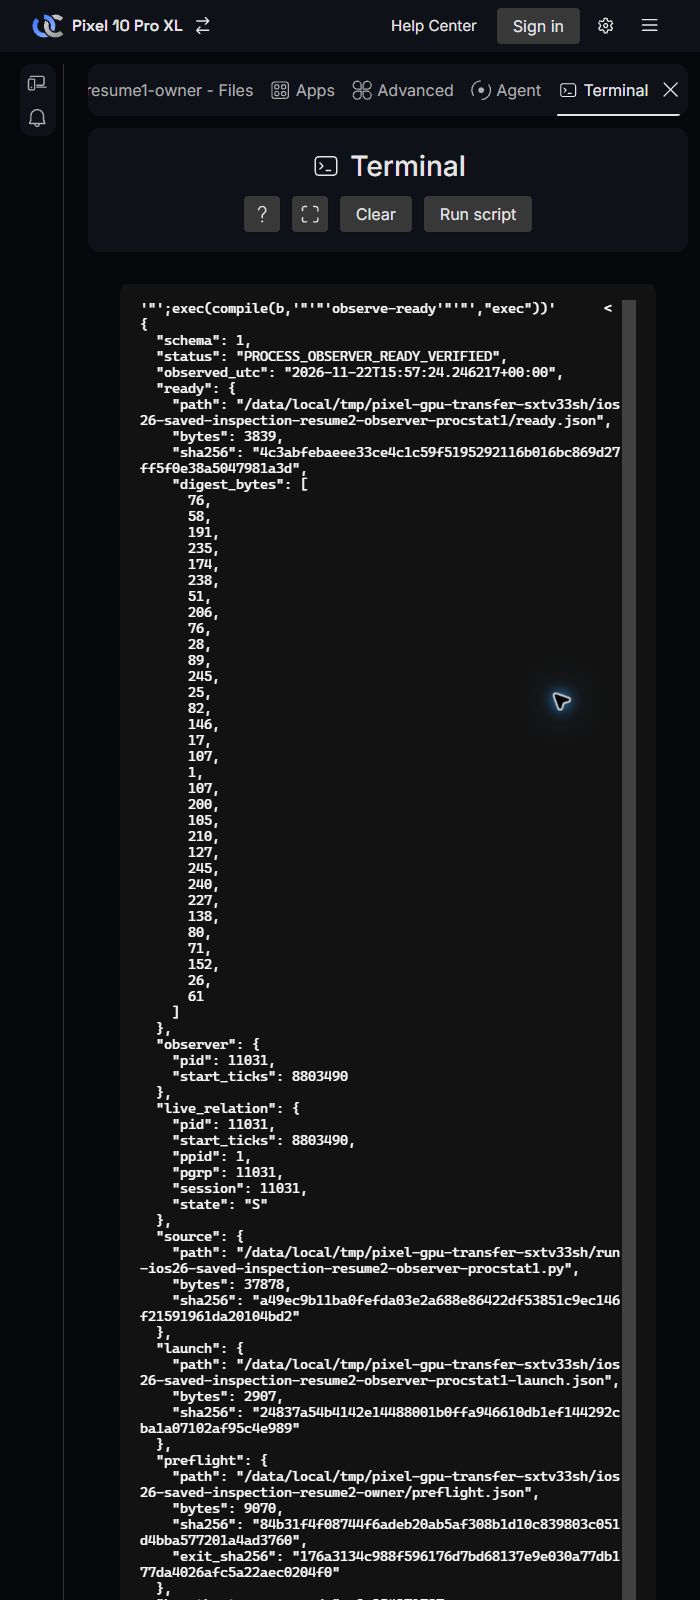 Pixel 10 Pro XL
Help Center
Sign in
resume1-owner - Files
Apps
Advanced
Agent
Terminal
Terminal
?
Clear
Run script
'"';exec(compile(b,'"'"'observe-ready'"'"',"exec"))' <
{
"schema": 1,
"status": "PROCESS_OBSERVER_READY_VERIFIED",
"observed_utc": "2026-11-22T15:57:24.246217+00:00",
"ready": {
"path": "/data/local/tmp/pixel-gpu-transfer-sxtv33sh/ios
26-saved-inspection-resume2-observer-procstat1/ready.json",
"bytes": 3839,
"sha256": "4c3abfebaeee33ce4c1c59f5195292116b016bc869d27
ff5f0e38a5047981a3d",
"digest_bytes": [
76,
58,
191,
235,
174,
238,
51,
206,
76,
28,
89,
245,
25,
82,
146,
17,
107,
1,
107,
200,
105,
210,
127,
245,
240,
227,
138,
80,
71,
152,
26,
61
]
},
"observer": {
"pid": 11031,
"start_ticks": 8803490
},
"live_relation": {
"pid": 11031,
"start_ticks": 8803490,
"ppid": 1,
"pgrp": 11031,
"session": 11031,
"state": "S"
},
"source": {
"path": "/data/local/tmp/pixel-gpu-transfer-sxtv33sh/run
-ios26-saved-inspection-resume2-observer-procstat1.py",
"bytes": 37878,
"sha256": "a49ec9b11ba0fefda03e2a688e86422df53851c9ec146
f21591961da20104bd2"
},
"launch": {
"path": "/data/local/tmp/pixel-gpu-transfer-sxtv33sh/ios
26-saved-inspection-resume2-observer-procstat1-launch.json",
"bytes": 2907,
"sha256": "24837a54b4142e14488001b0ffa946610db1ef144292c
ba1a07102af95c4e989"
},
"preflight": {
"path": "/data/local/tmp/pixel-gpu-transfer-sxtv33sh/ios
26-saved-inspection-resume2-owner/preflight.json",
"bytes": 9070,
"sha256": "84b31f4f08744f6adeb20ab5af308b1d10c839803c051
d4bba577201a4ad3760",
"exit_sha256": "176a3134c988f596176d7bd68137e9e030a77db1
77da4026afc5a22aec0204f0"
},